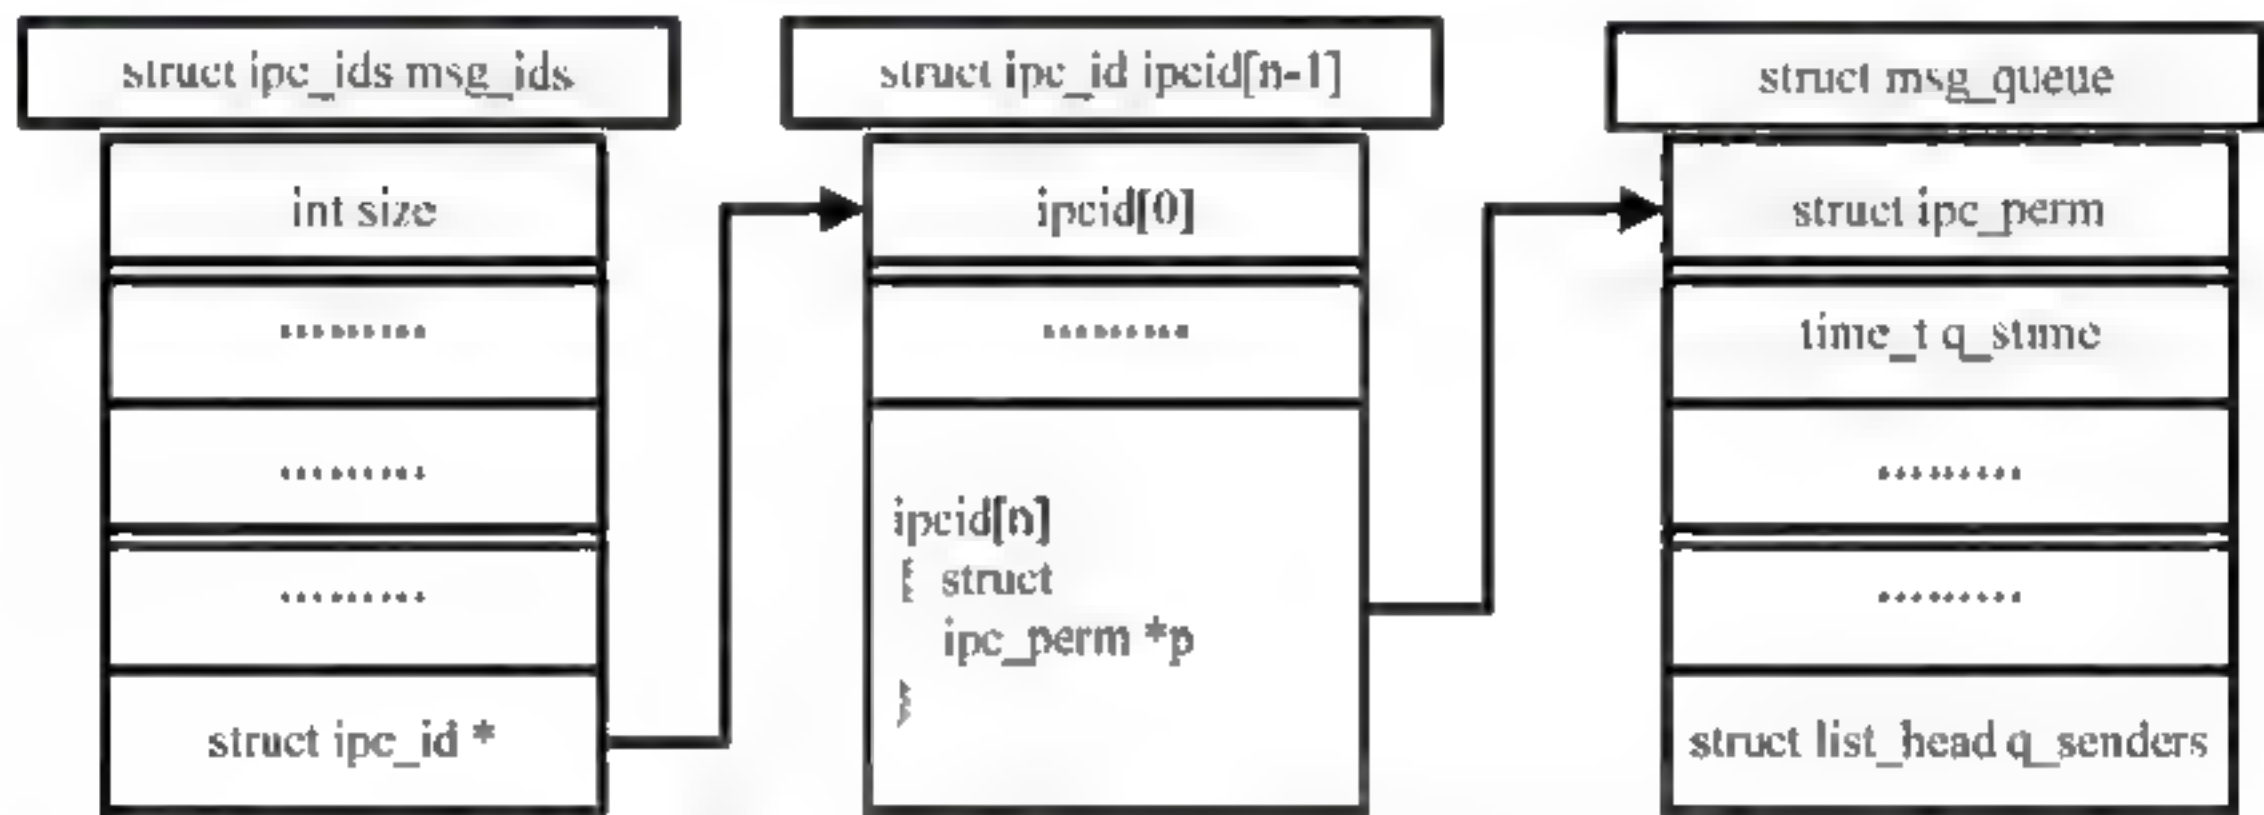 struct ipc_ids msg_ids
int size
.........
.........
.........
struct ipc_id *
struct ipc_id ipcid[n-1]
ipcid[0]
.........
ipcid[n]
{ struct
ipc_perm *p
}
struct msg_queue
struct ipc_perm
time_t q_stime
.........
.........
struct list_head q_senders